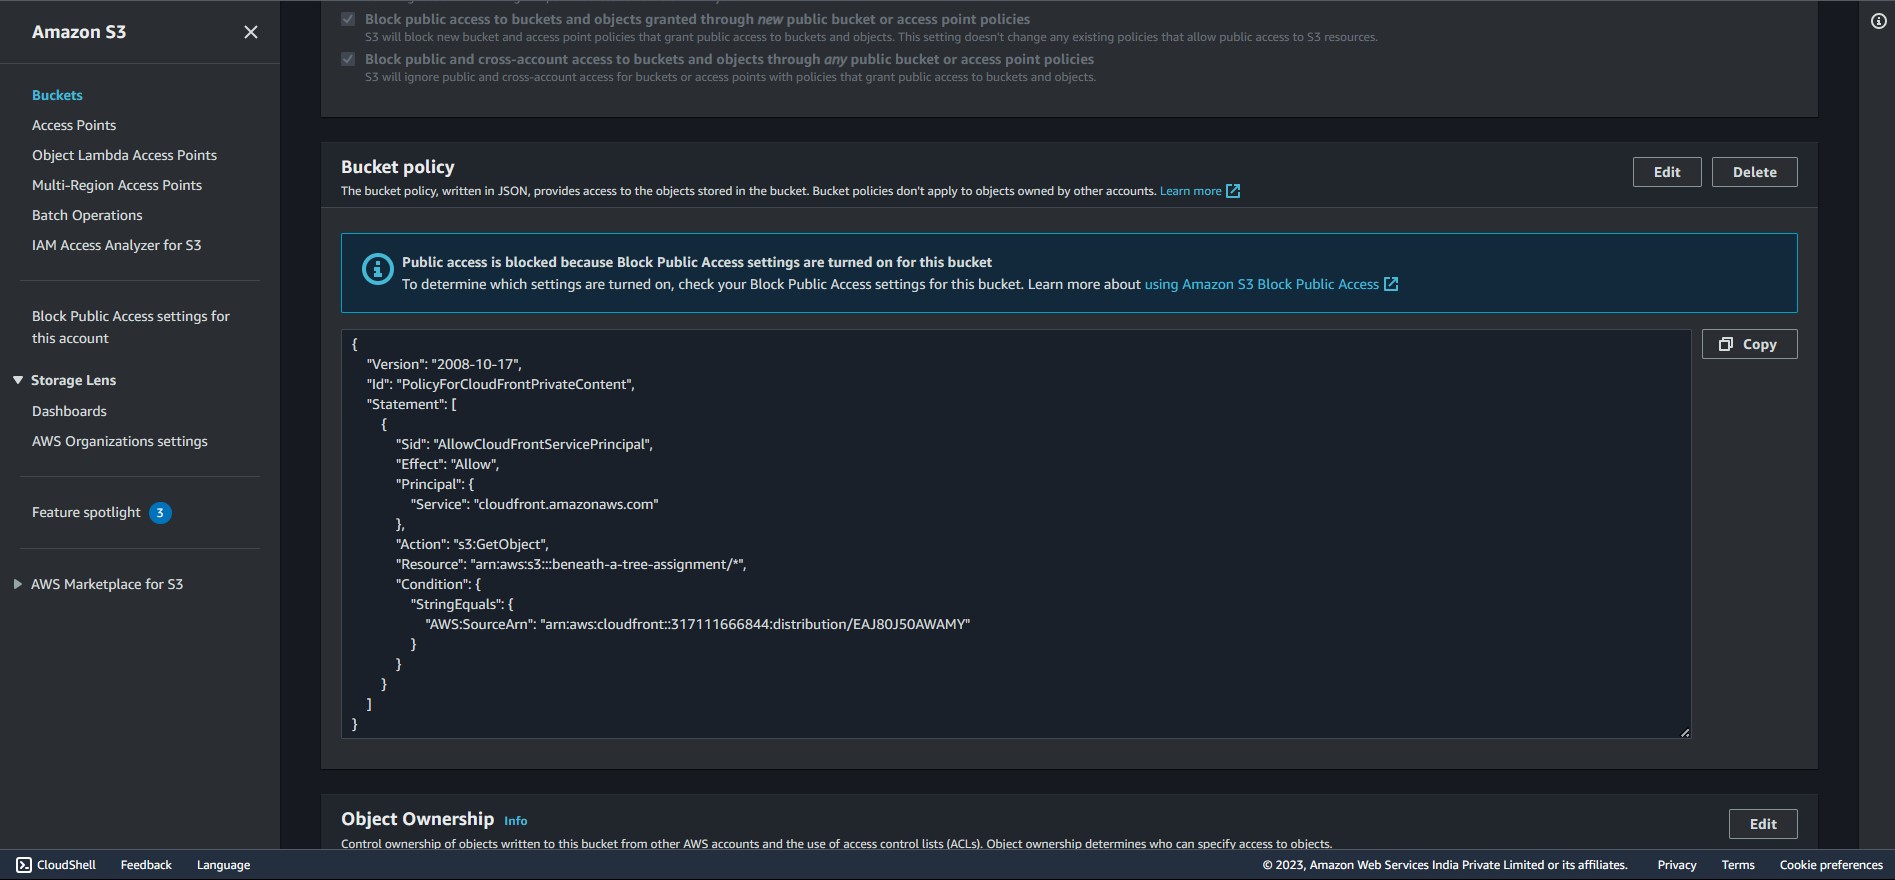 Amazon S3
Buckets
Access Points
Object Lambda Access Points
Multi-Region Access Points
Batch Operations
IAM Access Analyzer for S3
Block Public Access settings for
this account
Storage Lens
Dashboards
AWS Organizations settings
Feature spotlight 3
AWS Marketplace for S3
Block public access to buckets and objects granted through new public bucket or access point policies
S3 will block new bucket and access point policies that grant public access to buckets and objects. This setting doesn't change any existing policies that allow public access to S3 resources.
Block public and cross-account access to buckets and objects through any public bucket or access point policies
S3 will ignore public and cross-account access for buckets or access points with policies that grant public access to buckets and objects.
Bucket policy
Edit
Delete
The bucket policy, written in JSON, provides access to the objects stored in the bucket. Bucket policies don't apply to objects owned by other accounts. Learn more
Public access is blocked because Block Public Access settings are turned on for this bucket
To determine which settings are turned on, check your Block Public Access settings for this bucket. Learn more about using Amazon S3 Block Public Access
Copy
{
"Version": "2008-10-17",
"Id": "PolicyForCloudFrontPrivateContent",
"Statement": [
{
"Sid": "AllowCloudFrontServicePrincipal",
"Effect": "Allow",
"Principal": {
"Service": "cloudfront.amazonaws.com"
},
"Action": "s3:GetObject",
"Resource": "arn:aws:s3:::beneath-a-tree-assignment/*",
"Condition": {
"StringEquals": {
"AWS:SourceArn": "arn:aws:cloudfront::317111666844:distribution/EAJ80J50AWAMY"
}
}
}
]
}
Object Ownership Info
Edit
Control ownership of objects written to this bucket from other AWS accounts and the use of access control lists (ACLs). Object ownership determines who can specify access to objects.
CloudShell
Feedback
Language
© 2023, Amazon Web Services India Private Limited or its affiliates.
Privacy
Terms
Cookie preferences